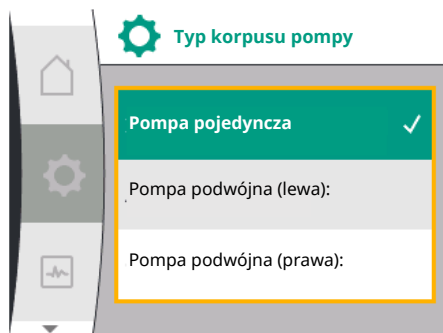 Typ korpusu pompy
Pompa pojedyncza
Pompa podwójna (lewa):
Pompa podwójna (prawa):